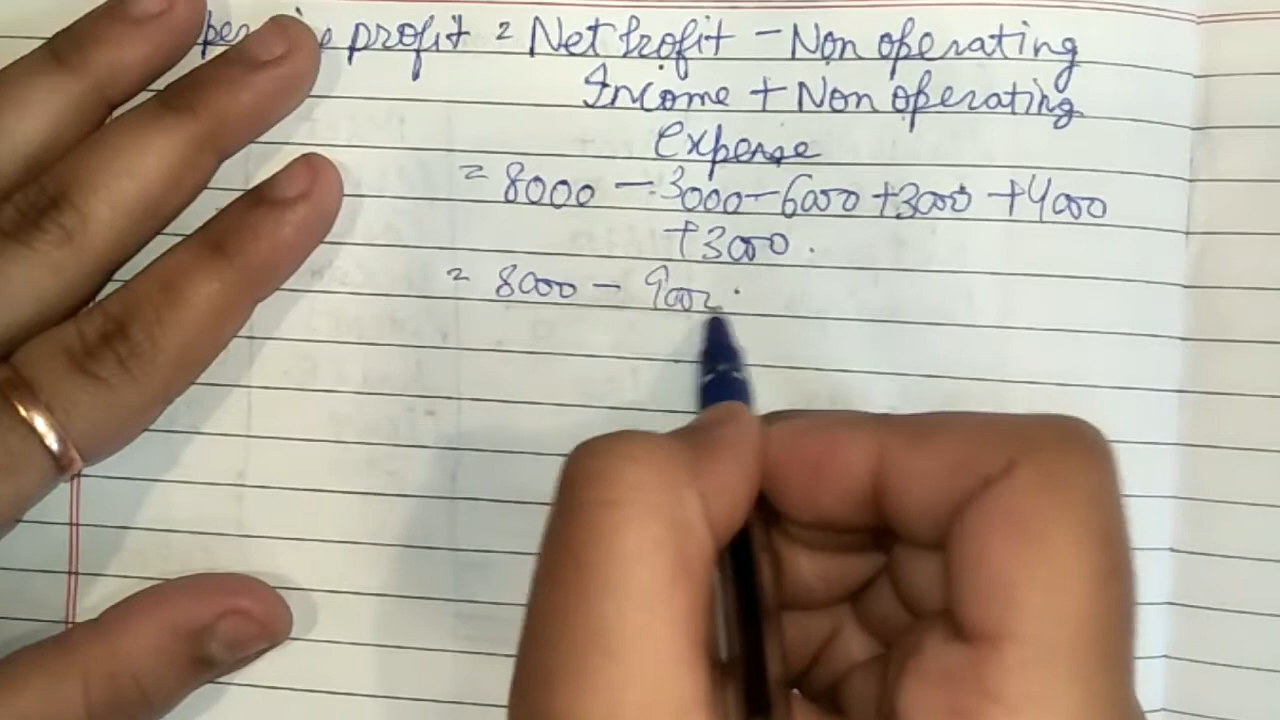 profit = Net Profit - Non operating
Income + Non operating
Expense
= 8000 - 3000 - 6000 + 3000 + 4000
+ 3000.
= 8000 - 9000